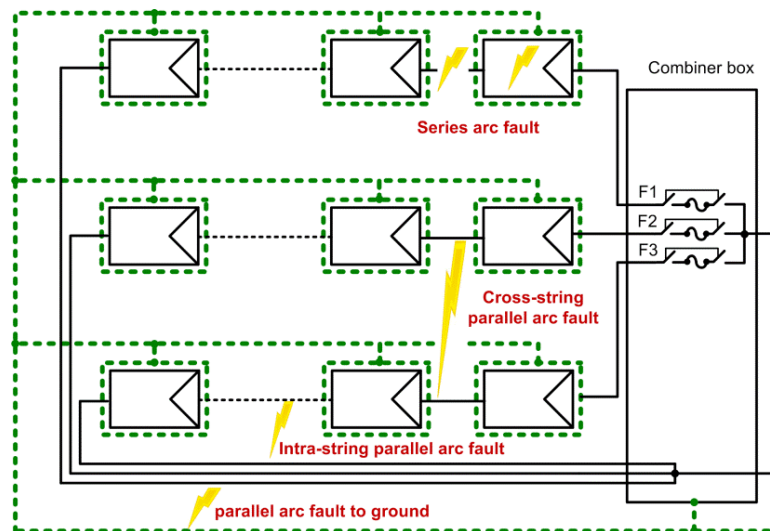 Combiner box
Series arc fault
F1
F2
F3
Cross-string
parallel arc fault
Intra-string parallel arc fault
parallel arc fault to ground